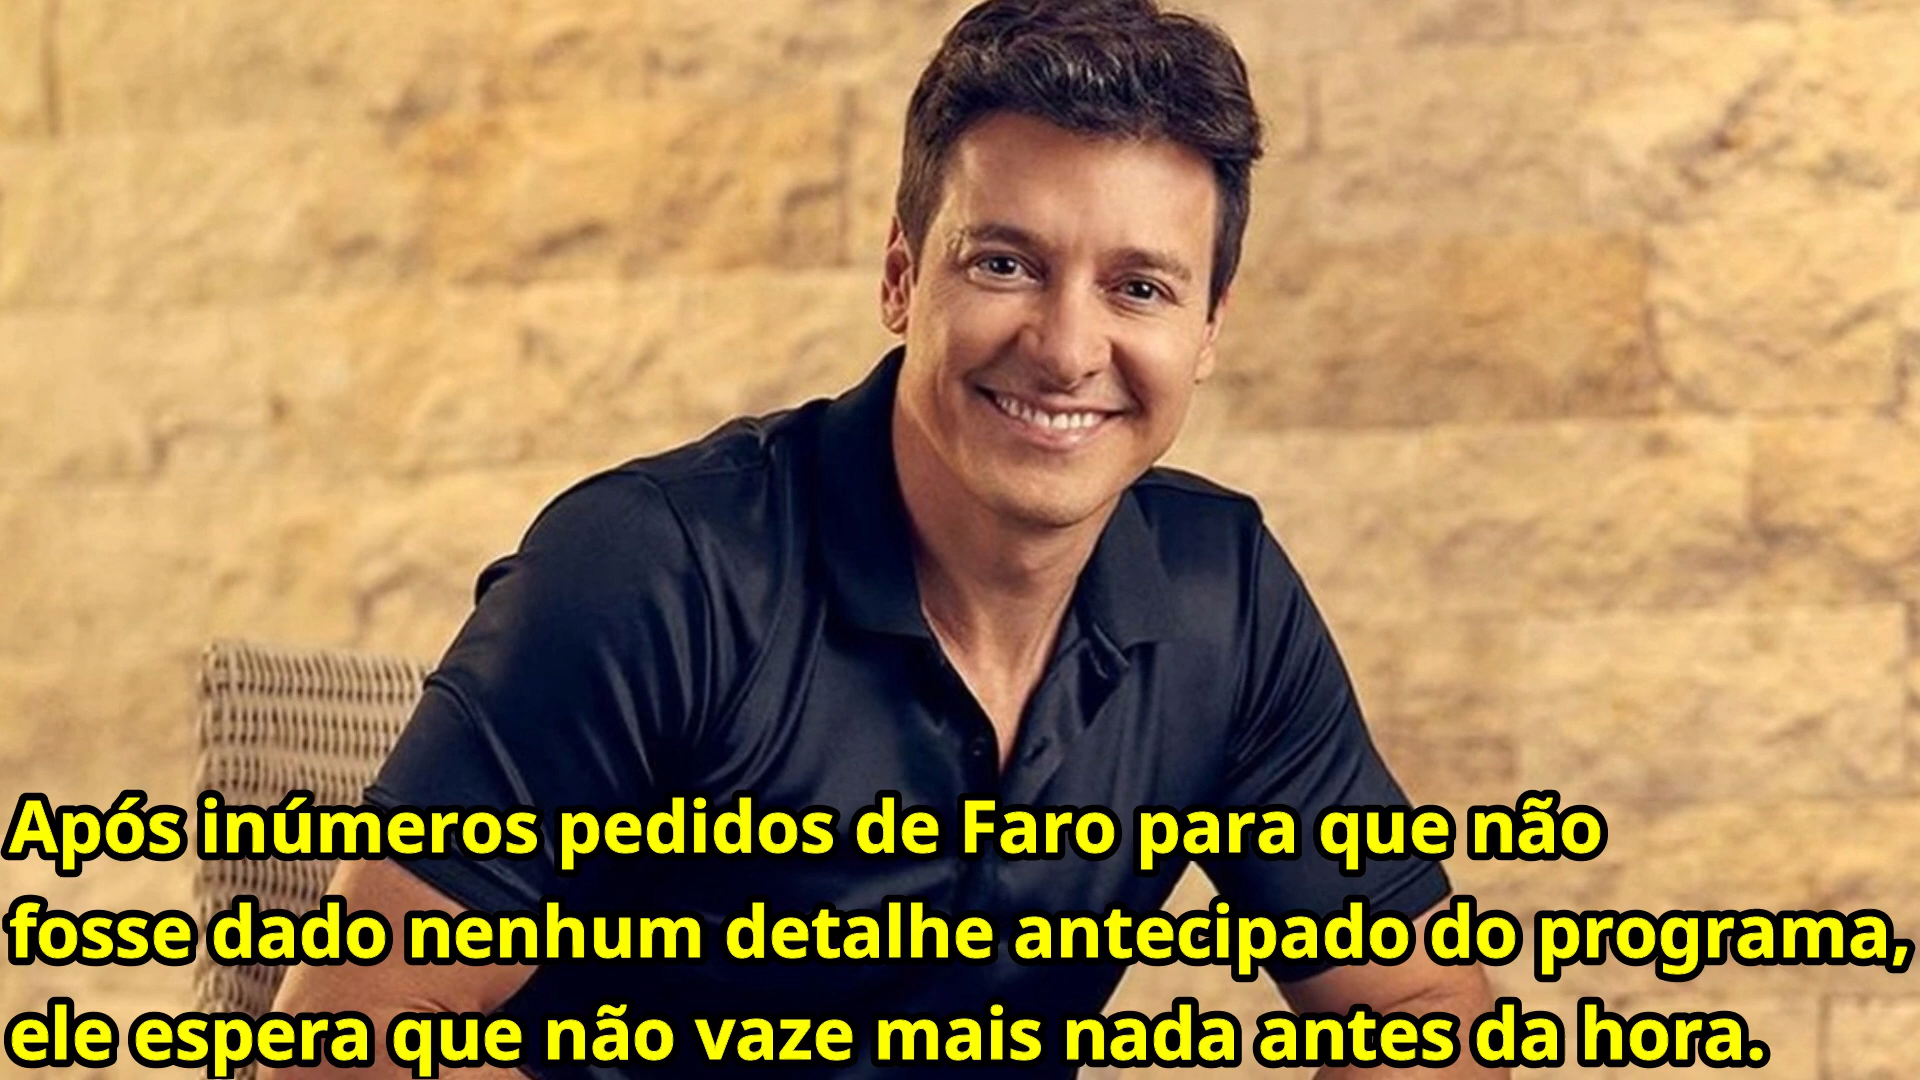 Após inúmeros pedidos de Faro para que não
fosse dado nenhum detalhe antecipado do programa,
ele espera que não vaze mais nada antes da hora.